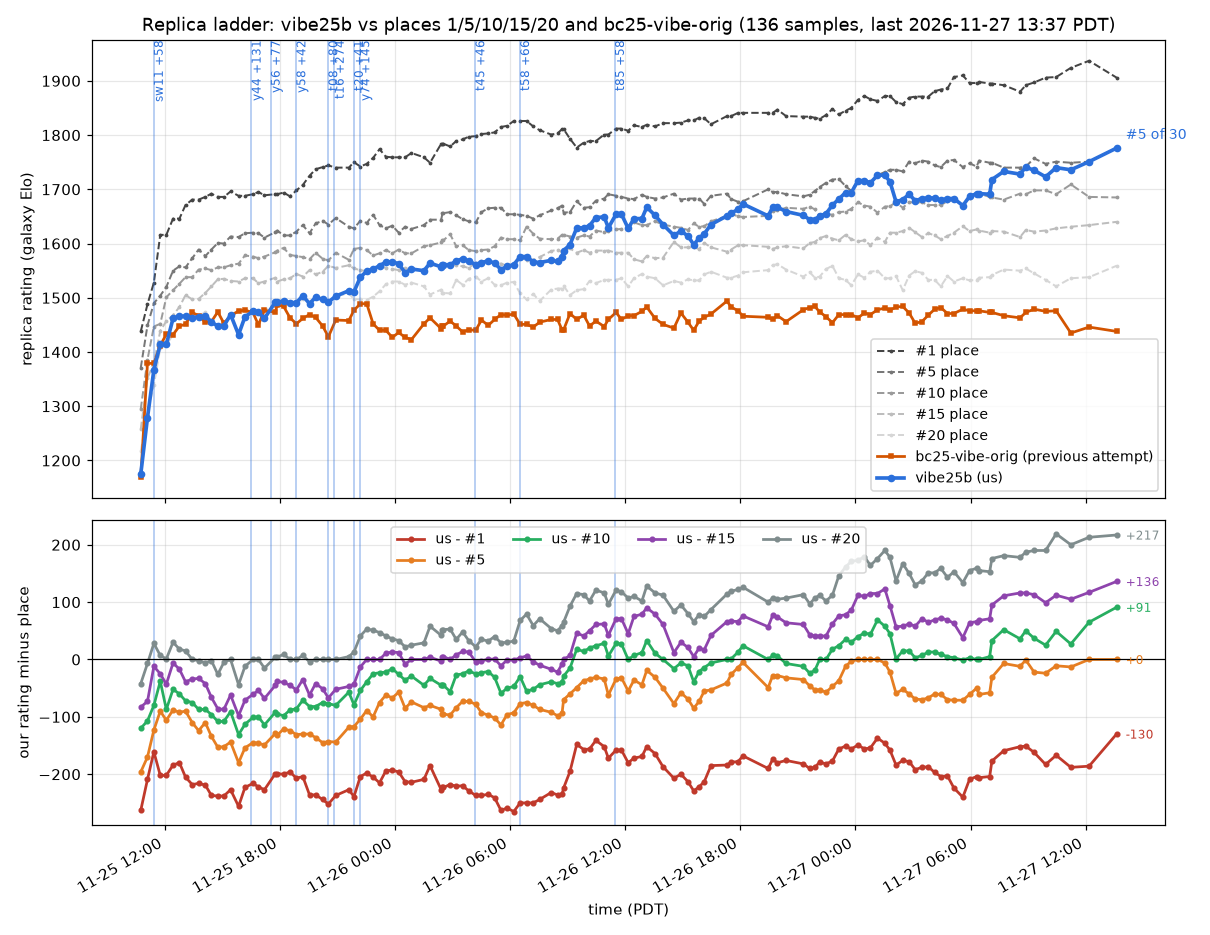 Replica ladder: vibe25b vs places 1/5/10/15/20 and bc25-vibe-orig (136 samples, last 2026-11-27 13:37 PDT)
sw11 +58
y44 +131
y56 +77
y58 +42
t16 +274
y74 +145
t45 +46
t58 +66
t85 +58
#5 of 30
replica rating (galaxy Elo)
1900
1800
1700
1600
1500
1400
1300
1200
#1 place
#5 place
#10 place
#15 place
#20 place
bc25-vibe-orig (previous attempt)
vibe25b (us)
our rating minus place
200
100
0
−100
−200
us - #1
us - #5
us - #10
us - #15
us - #20
+217
+136
+91
+0
-130
11-25 12:00
11-25 18:00
11-26 00:00
11-26 06:00
11-26 12:00
11-26 18:00
11-27 00:00
11-27 06:00
11-27 12:00
time (PDT)